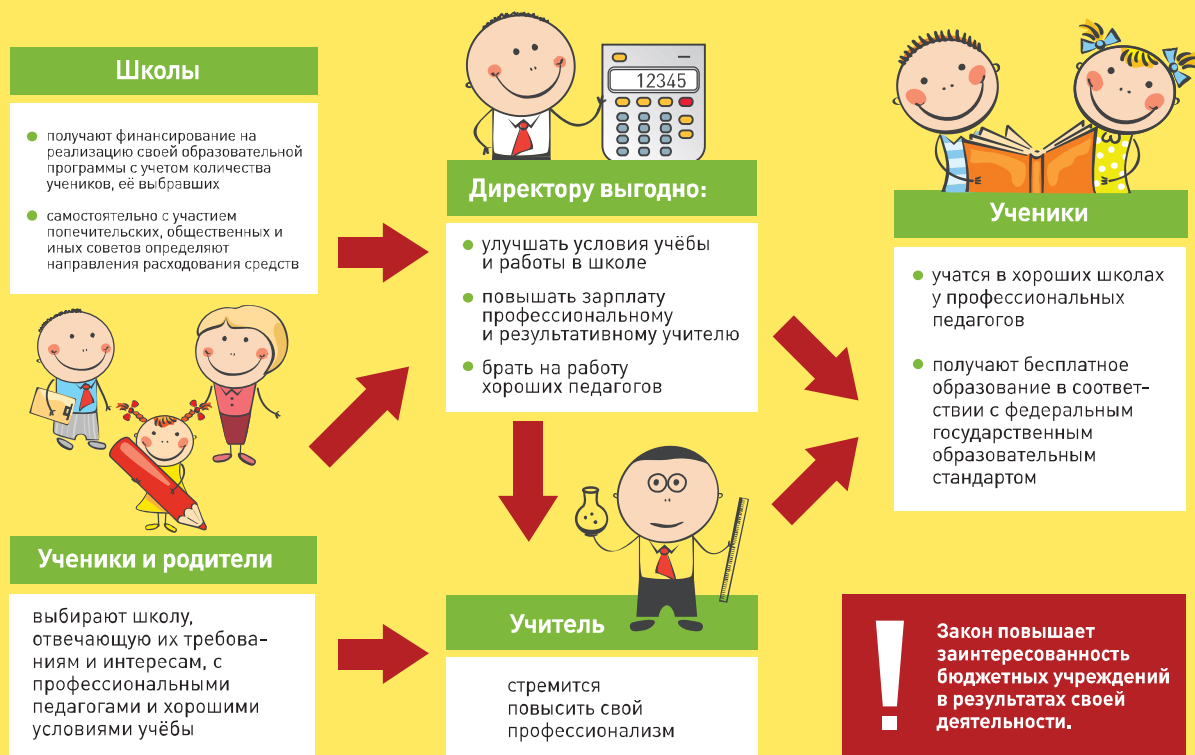 Школы
получают финансирование на
реализацию своей образовательной
программы с учетом количества
учеников, её выбравших
самостоятельно с участием
попечительских, общественных и
иных советов определяют
направления расходования средств
12345
Директору выгодно:
улучшать условия учёбы
и работы в школе
повышать зарплату
профессиональному
и результативному учителю
брать на работу
хороших педагогов
Ученики
учатся в хороших школах
у профессиональных
педагогов
получают бесплатное
образование в соответ-
ствии с федеральным
государственным
образовательным
стандартом
Ученики и родители
выбирают школу,
отвечающую их требова-
ниям и интересам, с
профессиональными
педагогами и хорошими
условиями учёбы
Учитель
стремится
повысить свой
профессионализм
!
Закон повышает
заинтересованность
бюджетных учреждений
в результатах своей
деятельности.